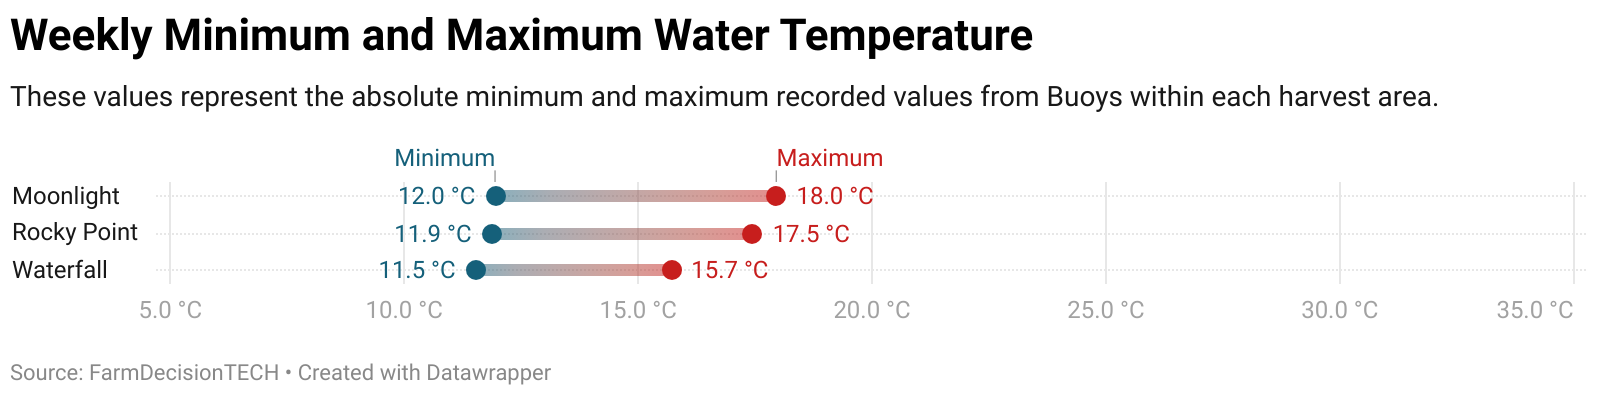 Weekly Minimum and Maximum Water Temperature
These values represent the absolute minimum and maximum recorded values from Buoys within each harvest area.
Minimum Maximum
Moonlight 12.0 °C 18.0 °C
Rocky Point 11.9 °C 17.5 °C
Waterfall 11.5 °C 15.7 °C
5.0 °C 10.0 °C 15.0 °C 20.0 °C 25.0 °C 30.0 °C 35.0 °C
Source: FarmDecisionTECH • Created with Datawrapper